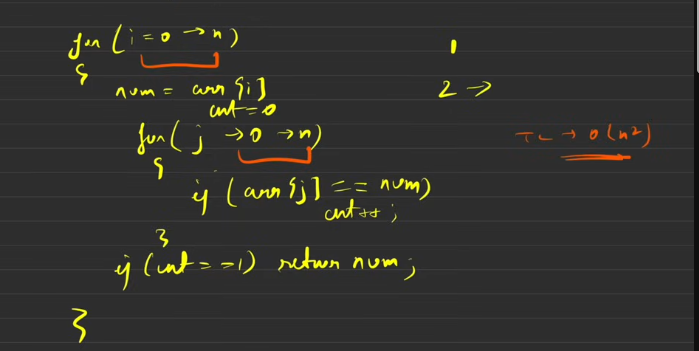 for (i = 0 → n)
{
num = arr[i]
cnt = 0
for( j → 0 → n)
{
if (arr[j] == num)
cnt++;
}
if (cnt == 1) return num;
}
1
2 →
TC → O(n²)